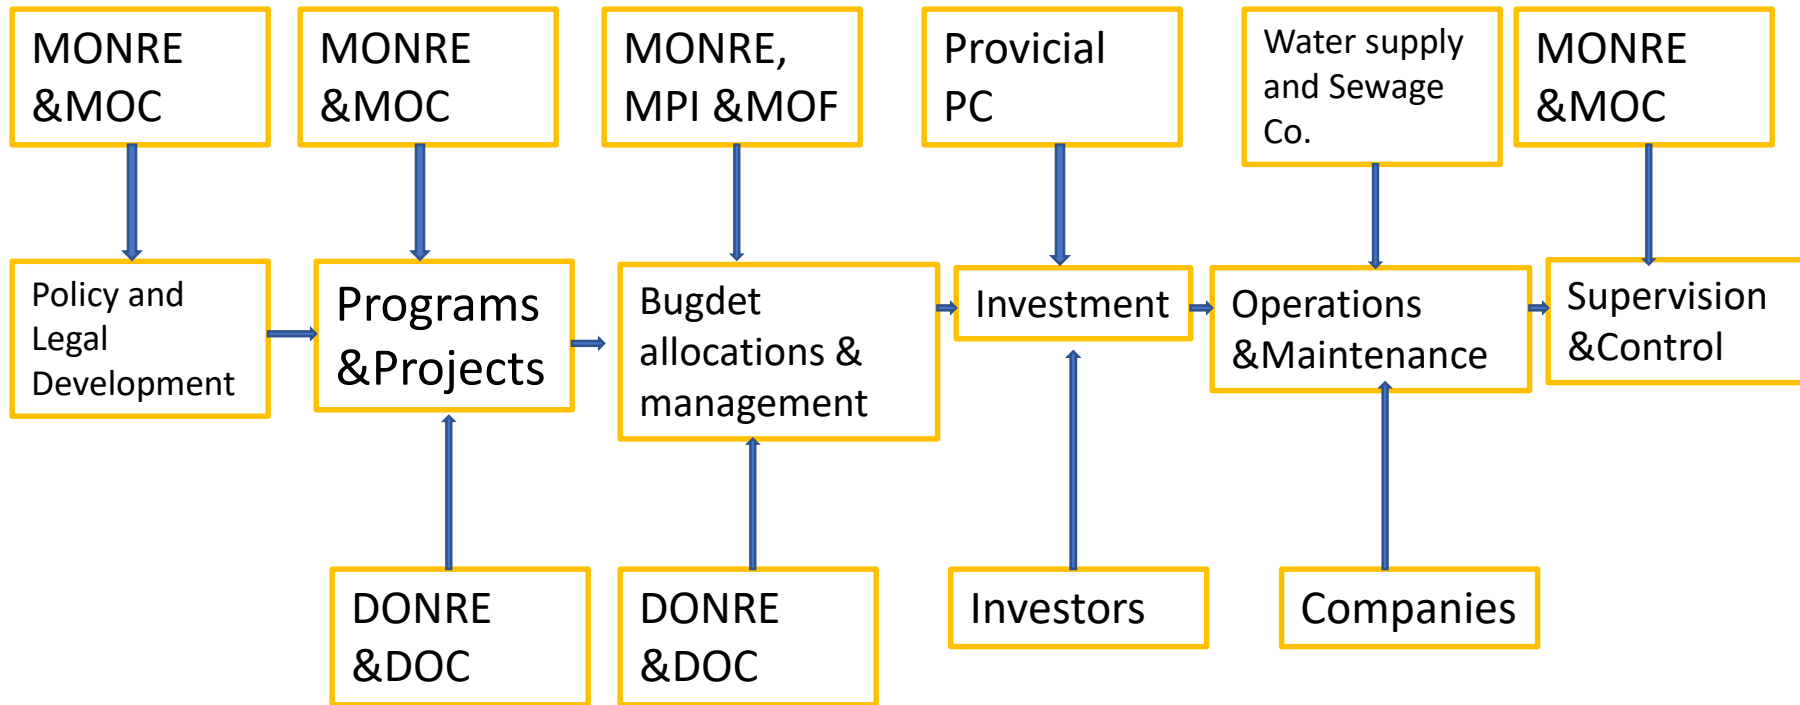 MONRE
&MOC
MONRE
&MOC
MONRE,
MPI &MOF
Provicial
PC
Water supply
and Sewage
Co.
MONRE
&MOC
Policy and
Legal
Development
Programs
&Projects
Bugdet
allocations &
management
Investment
Operations
&Maintenance
Supervision
&Control
DONRE
&DOC
DONRE
&DOC
Investors
Companies